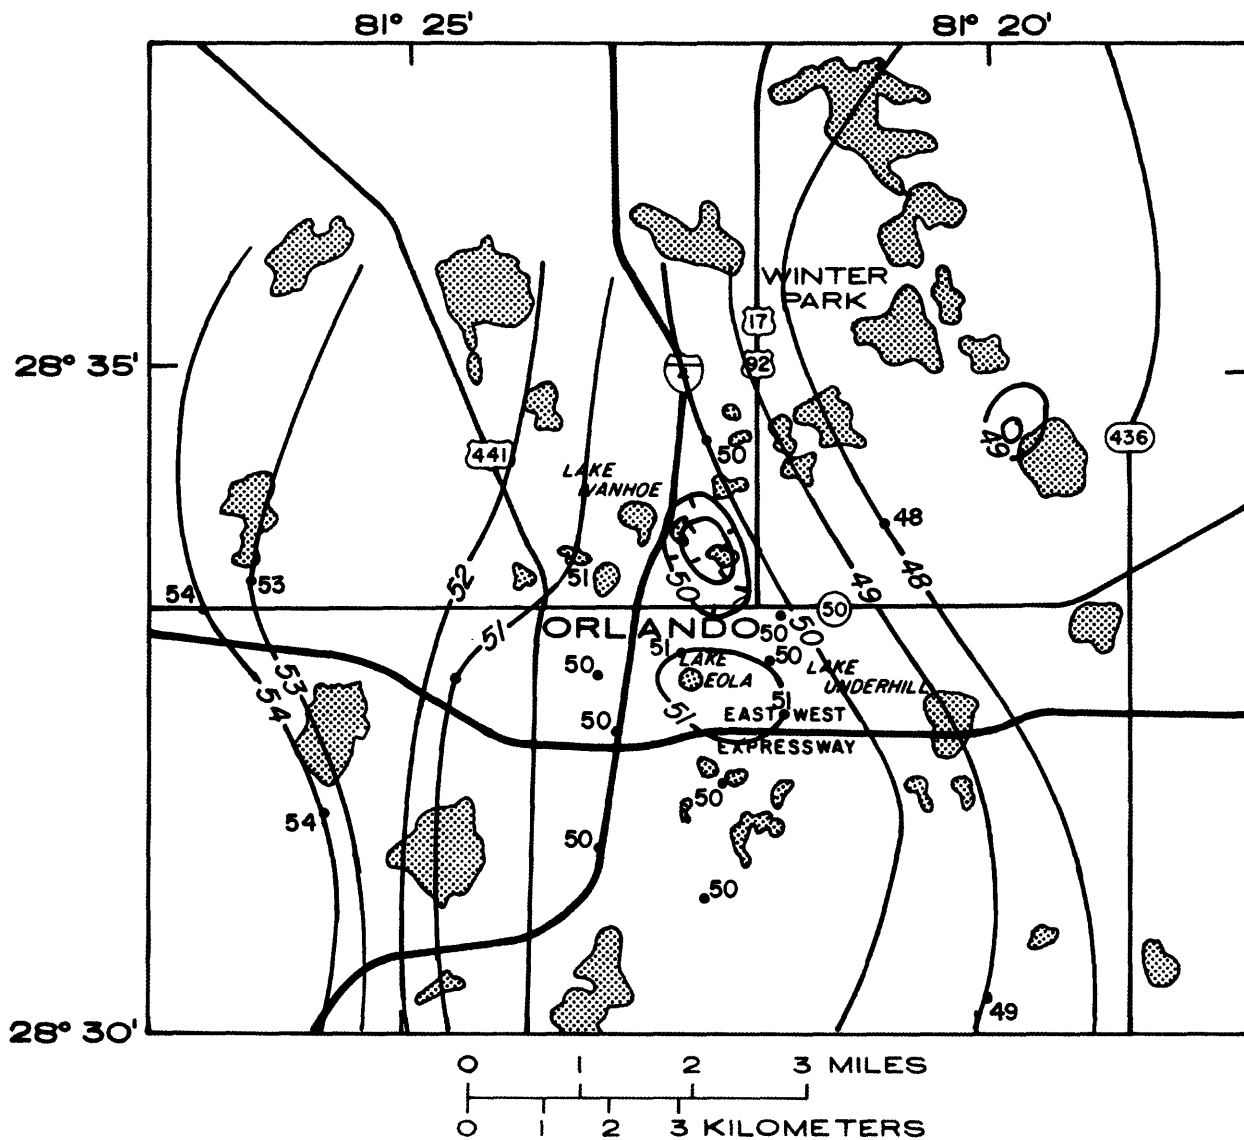 81° 25'
81° 20'
WINTER
PARK
17
92
28° 35'
4
436
49
441
50
LAKE
IVANHOE
48
51
52
50
49
48
54
53
50
51
ORLANDO
50
50
51
50
50
LAKE
EOLA
LAKE
UNDERHILL
53
54
51
51
EAST WEST
50
EXPRESSWAY
50
54
50
50
49
28° 30'
0 1 2 3 MILES
0 1 2 3 KILOMETERS